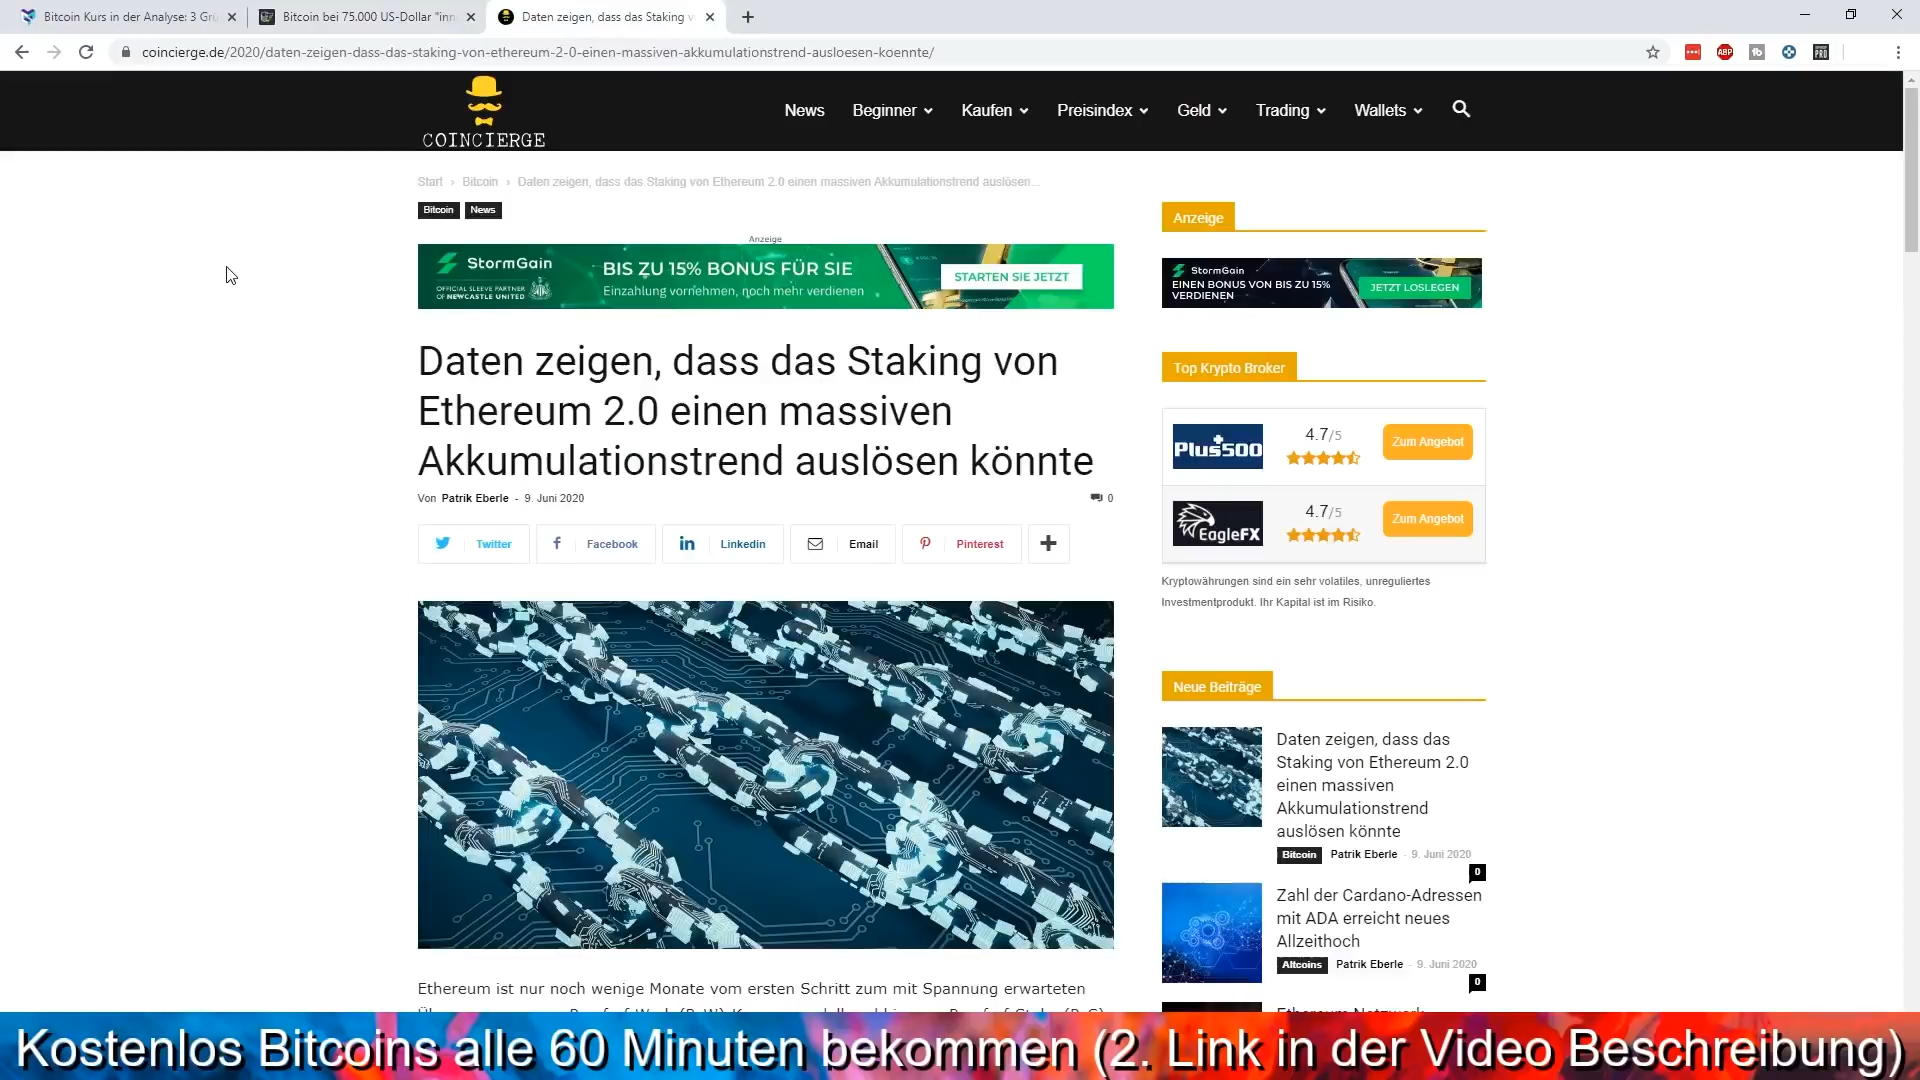 Bitcoin Kurs in der Analyse: 3 Grü
Bitcoin bei 75.000 US-Dollar "inn
Daten zeigen, dass das Staking v
coincierge.de/2020/daten-zeigen-dass-das-staking-von-ethereum-2-0-einen-massiven-akkumulationstrend-ausloesen-koennte/
ABP
PRO
COINCIERGE
News
Beginner
Kaufen
Preisindex
Geld
Trading
Wallets
Start › Bitcoin › Daten zeigen, dass das Staking von Ethereum 2.0 einen massiven Akkumulationstrend auslösen...
Bitcoin
News
Anzeige
StormGain
OFFICIAL SLEEVE PARTNER
OF NEWCASTLE UNITED
BIS ZU 15% BONUS FÜR SIE
Einzahlung vornehmen, noch mehr verdienen
STARTEN SIE JETZT
Daten zeigen, dass das Staking von
Ethereum 2.0 einen massiven
Akkumulationstrend auslösen könnte
Von Patrik Eberle - 9. Juni 2020
0
Twitter
Facebook
Linkedin
Email
Pinterest
Ethereum ist nur noch wenige Monate vom ersten Schritt zum mit Spannung erwarteten
Anzeige
StormGain
EINEN BONUS VON BIS ZU 15%
VERDIENEN
JETZT LOSLEGEN
Top Krypto Broker
Plus500
4.7/5
Zum Angebot
EagleFX
4.7/5
Zum Angebot
Kryptowährungen sind ein sehr volatiles, unreguliertes
Investmentprodukt. Ihr Kapital ist im Risiko.
Neue Beiträge
Daten zeigen, dass das
Staking von Ethereum 2.0
einen massiven
Akkumulationstrend
auslösen könnte
Bitcoin Patrik Eberle - 9. Juni 2020
0
Zahl der Cardano-Adressen
mit ADA erreicht neues
Allzeithoch
Altcoins Patrik Eberle - 9. Juni 2020
0
Kostenlos Bitcoins alle 60 Minuten bekommen (2. Link in der Video Beschreibung)